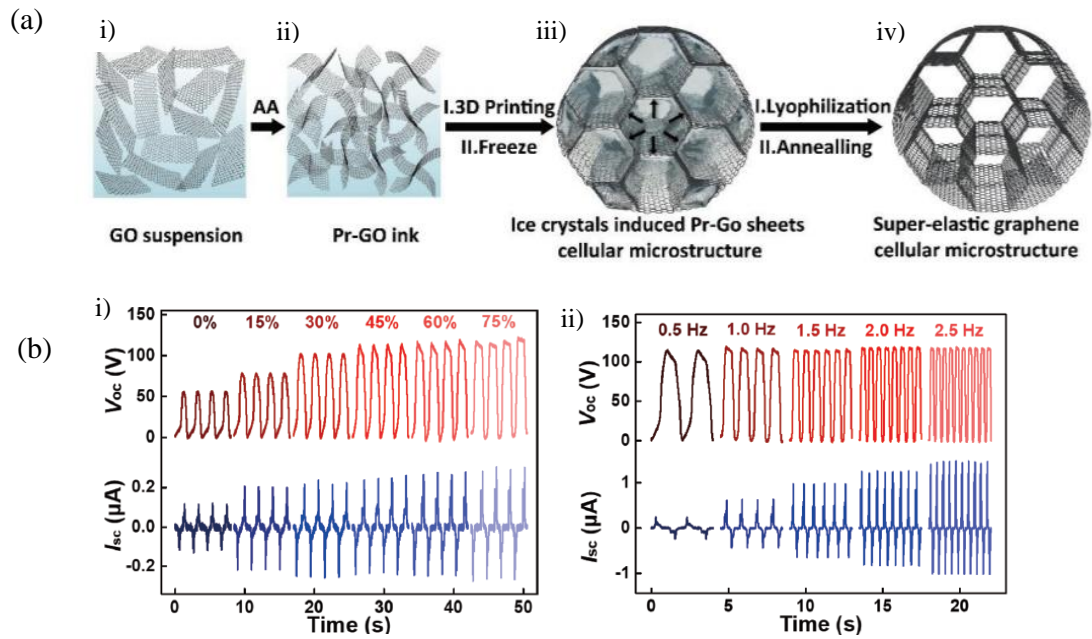 (a)
i)
ii)
iii)
iv)
AA
I.3D Printing
II.Freeze
I.Lyophilization
II.Annealling
GO suspension
Pr-GO ink
Ice crystals induced Pr-Go sheets
cellular microstructure
Super-elastic graphene
cellular microstructure
(b)
i)
150
100
50
0
Voc (V)
0% 15% 30% 45% 60% 75%
0.2
0.0
-0.2
Isc (µA)
0 10 20 30 40 50
Time (s)
ii)
150
100
50
0
Voc (V)
0.5 Hz 1.0 Hz 1.5 Hz 2.0 Hz 2.5 Hz
1
0
-1
Isc (µA)
0 5 10 15 20
Time (s)